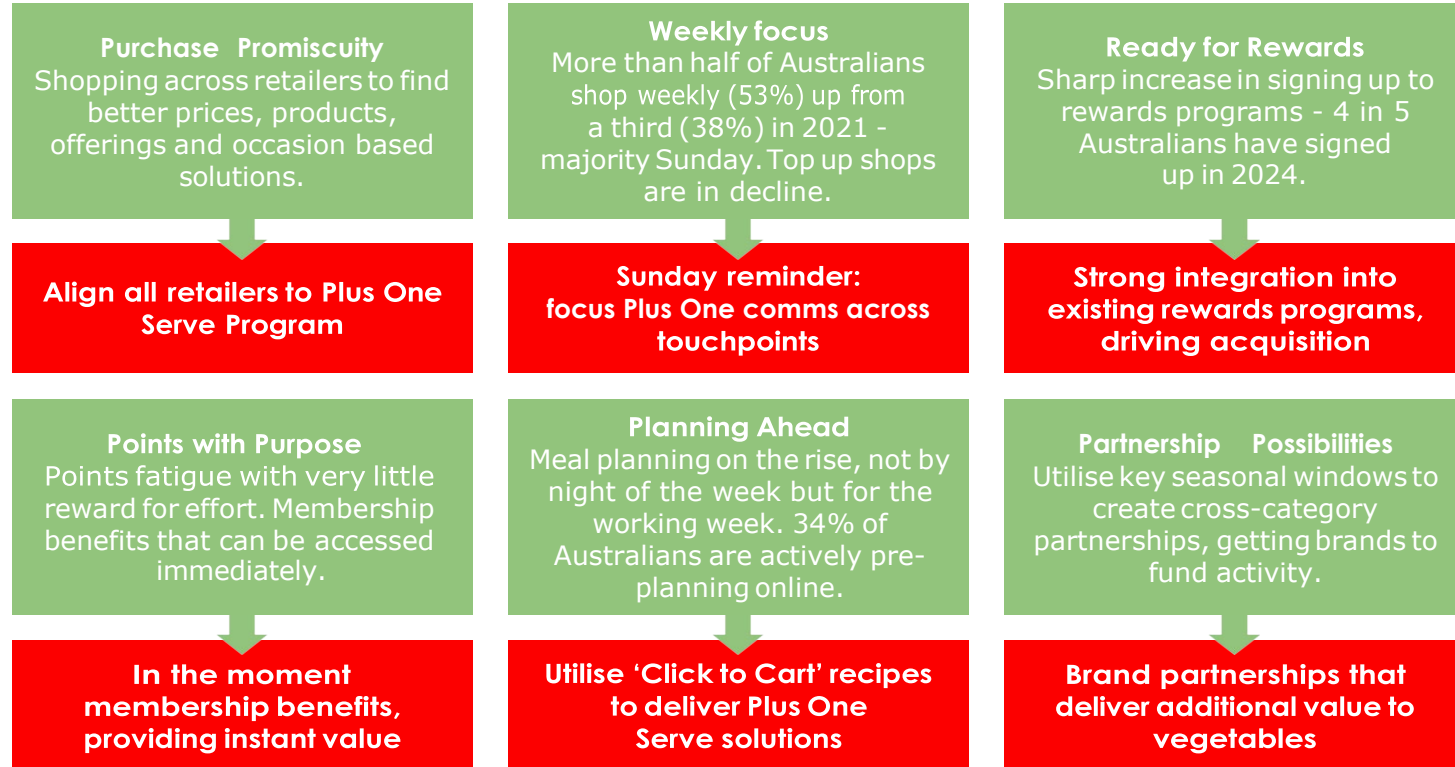 Purchase Promiscuity
Shopping across retailers to find
better prices, products,
offerings and occasion based
solutions.
Align all retailers to Plus One
Serve Program
Weekly focus
More than half of Australians
shop weekly (53%) up from
a third (38%) in 2021 -
majority Sunday. Top up shops
are in decline.
Sunday reminder:
focus Plus One comms across
touchpoints
Ready for Rewards
Sharp increase in signing up to
rewards programs - 4 in 5
Australians have signed
up in 2024.
Strong integration into
existing rewards programs,
driving acquisition
Points with Purpose
Points fatigue with very little
reward for effort. Membership
benefits that can be accessed
immediately.
In the moment
membership benefits,
providing instant value
Planning Ahead
Meal planning on the rise, not by
night of the week but for the
working week. 34% of
Australians are actively pre-
planning online.
Utilise ‘Click to Cart’ recipes
to deliver Plus One
Serve solutions
Partnership Possibilities
Utilise key seasonal windows to
create cross-category
partnerships, getting brands to
fund activity.
Brand partnerships that
deliver additional value to
vegetables